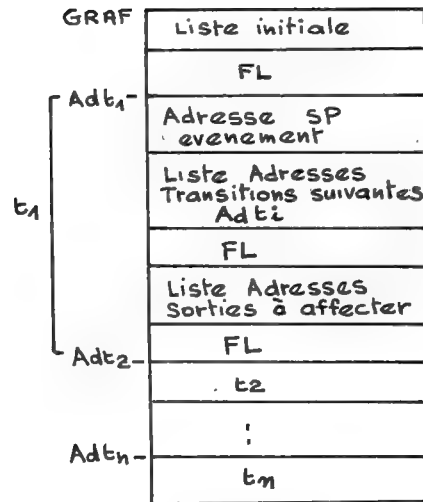 GRAF
Liste initiale
FL
Adt1
Adresse SP
evenement
t1
Liste Adresses
Transitions suivantes
Adti
FL
Liste Adresses
Sorties à affecter
FL
Adt2
t2
⋮
Adtn
tn